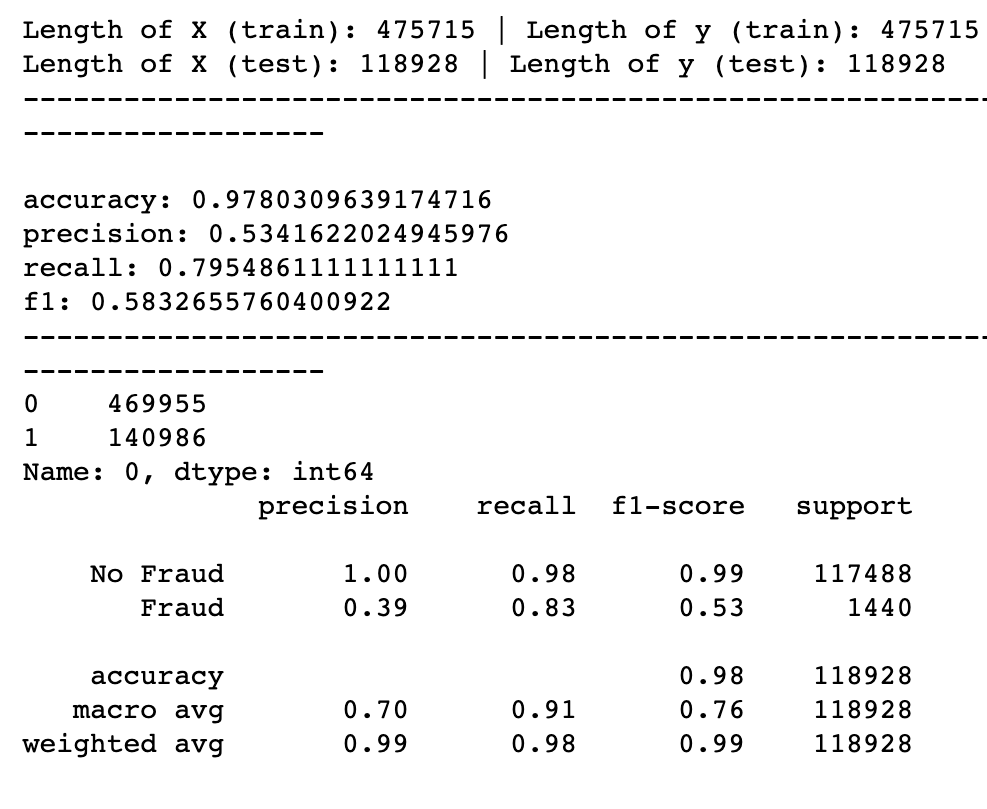 Length of X (train): 475715 | Length of y (train): 475715
Length of X (test): 118928 | Length of y (test): 118928
---------------------------------------------------------
------------------
accuracy: 0.9780309639174716
precision: 0.5341622024945976
recall: 0.7954861111111111
f1: 0.5832655760400922
---------------------------------------------------------
------------------
0    469955
1    140986
Name: 0, dtype: int64
precision    recall  f1-score   support
No Fraud       1.00      0.98      0.99    117488
Fraud       0.39      0.83      0.53      1440
accuracy                           0.98    118928
macro avg       0.70      0.91      0.76    118928
weighted avg       0.99      0.98      0.99    118928